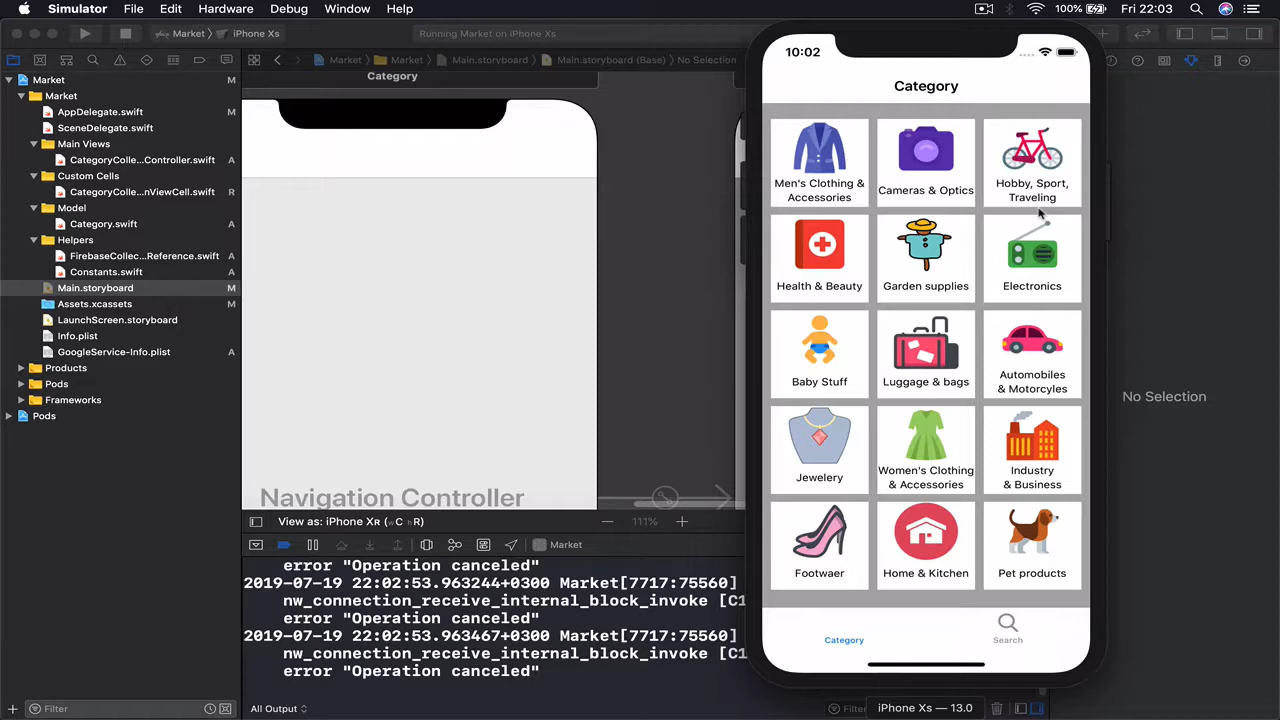 Simulator File Edit Hardware Debug Window Help 100% Fri 22:03
Market iPhone Xs Running Market on iPhone Xs
Market Main.storyboard Main.storyboard (Base) No Selection
Category
Market M
Market
AppDelegate.swift M
SceneDelegate.swift
Main Views
CategoryColle...Controller.swift A
Custom Cells
CategoryColle...nViewCell.swift R
Model
Category.swift A
Helpers
FirebaseCollec...Reference.swift A
Constants.swift A
Main.storyboard M
Assets.xcassets M
LaunchScreen.storyboard
Info.plist
GoogleService-Info.plist A
Products
Pods
Frameworks
Pods
Filter
Navigation Controller
View as: iPhone XR (wC hR) 111%
Market
error "Operation canceled"
2019-07-19 22:02:53.963244+0300 Market[7717:75560]
nw_connection_receive_internal_block_invoke [C1
error "Operation canceled"
2019-07-19 22:02:53.963467+0300 Market[7717:75560]
nw_connection_receive_internal_block_invoke [C1
error "Operation canceled"
All Output
Filter
10:02
Category
Men's Clothing &
Accessories
Cameras & Optics
Hobby, Sport,
Traveling
Health & Beauty
Garden supplies
Electronics
Baby Stuff
Luggage & bags
Automobiles
& Motorcyles
Jewelery
Women's Clothing
& Accessories
Industry
& Business
Footwaer
Home & Kitchen
Pet products
Category
Search
iPhone Xs — 13.0
No Selection